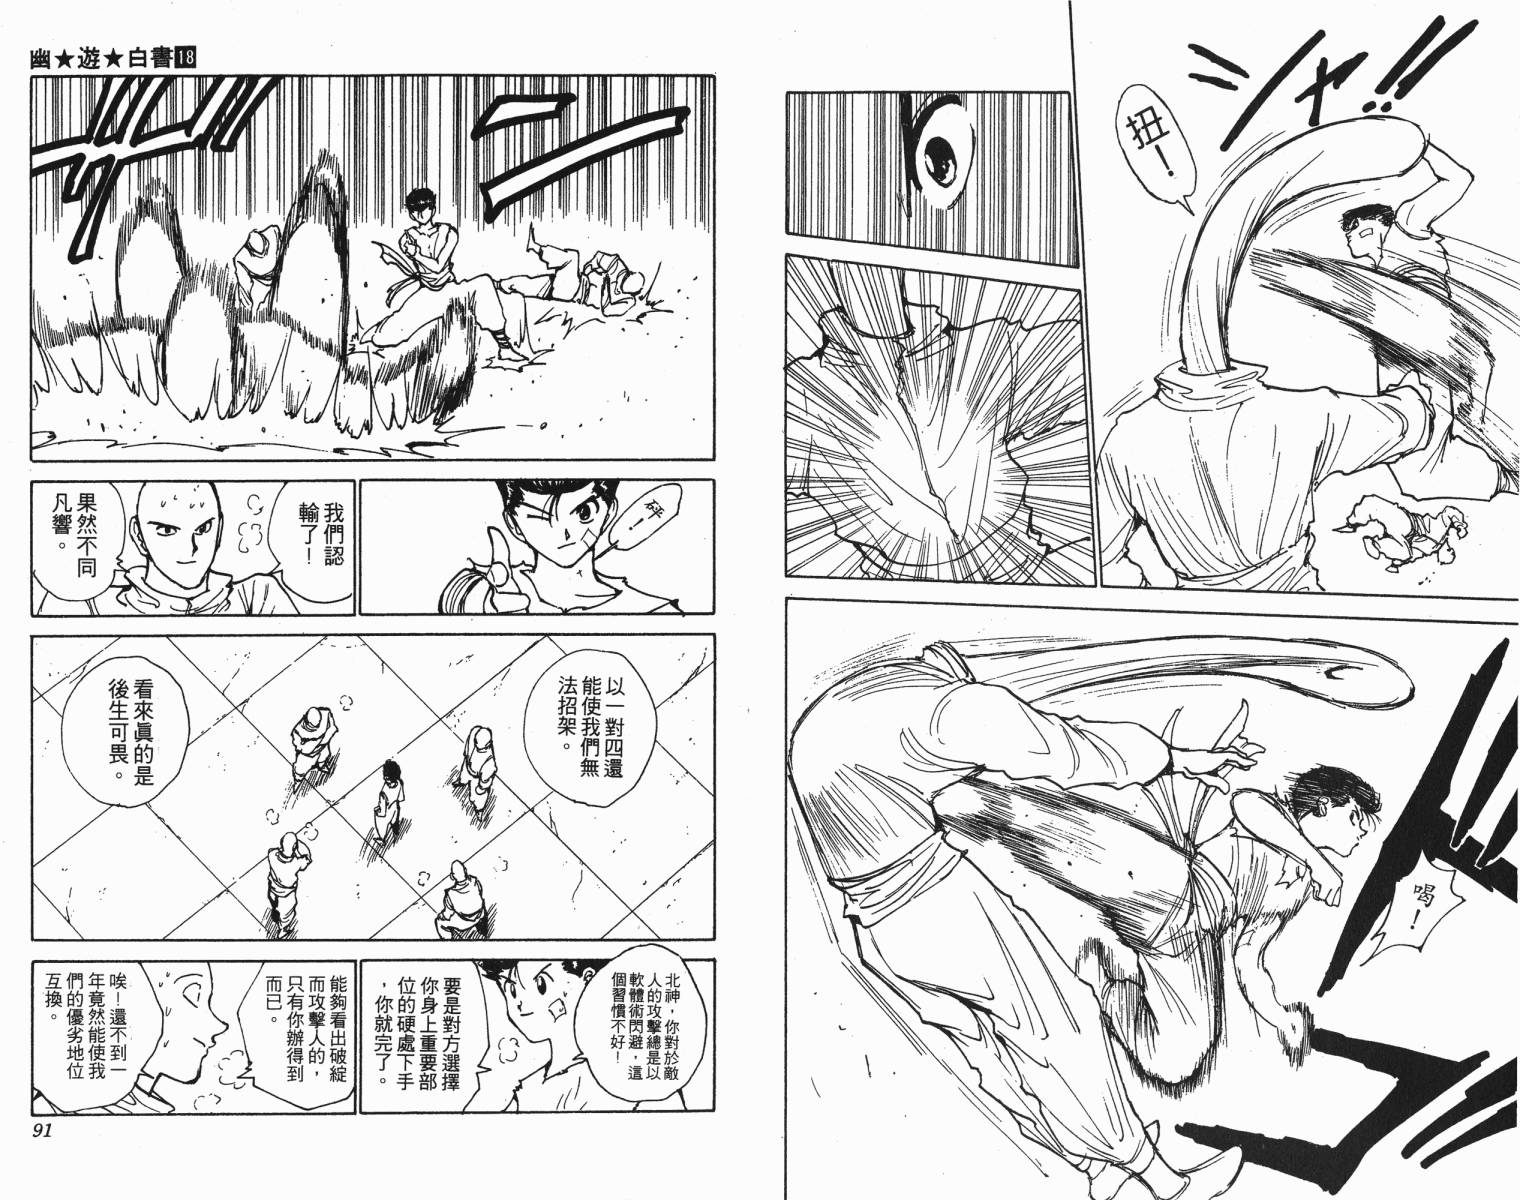 シャ!!
扭！
喝！
幽★遊★白書18
ザザ
ン
砰！
我們認
輸了！
果然不同
凡響。
以一對四還
能使我們無
法招架。
看來真的是
後生可畏。
北神，你對於敵
人的攻擊總是以
軟體術閃避，這
個習慣不好！
要是對方選擇
你身上重要部
位的硬處下手
，你就完了。
能夠看出破綻
而攻擊人的，
只有你辦得到
而已。
唉！還不到一
年竟然能使我
們的優劣地位
互換。
91